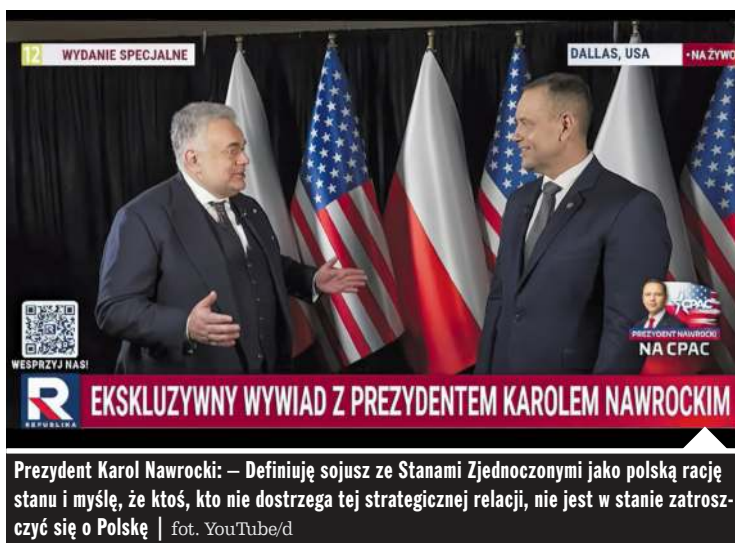 12 WYDANIE SPECJALNE
DALLAS, USA • NA ŻYWO
CPAC
PREZYDENT NAWROCKI
NA CPAC
WESPRZYJ NAS!
R
REPUBLIKA
EKSKLUZYWNY WYWIAD Z PREZYDENTEM KAROLEM NAWROCKIM
Prezydent Karol Nawrocki: – Definiuję sojusz ze Stanami Zjednoczonymi jako polską rację
stanu i myślę, że ktoś, kto nie dostrzega tej strategicznej relacji, nie jest w stanie zatrosz-
czyć się o Polskę | fot. YouTube/d